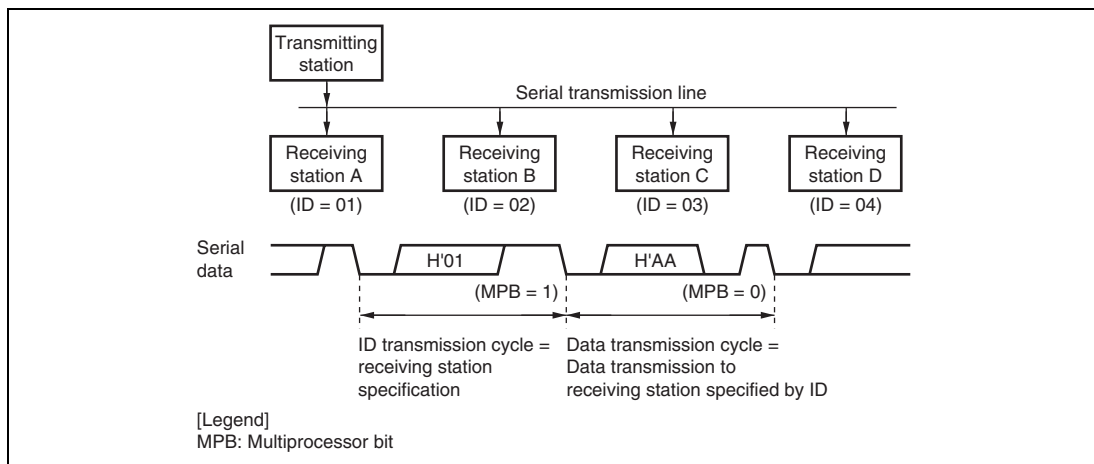 Transmitting
station
Serial transmission line
Receiving
station A
Receiving
station B
Receiving
station C
Receiving
station D
(ID = 01)
(ID = 02)
(ID = 03)
(ID = 04)
Serial
data
H'01
H'AA
(MPB = 1)
(MPB = 0)
ID transmission cycle =
receiving station
specification
Data transmission cycle =
Data transmission to
receiving station specified by ID
[Legend]
MPB: Multiprocessor bit